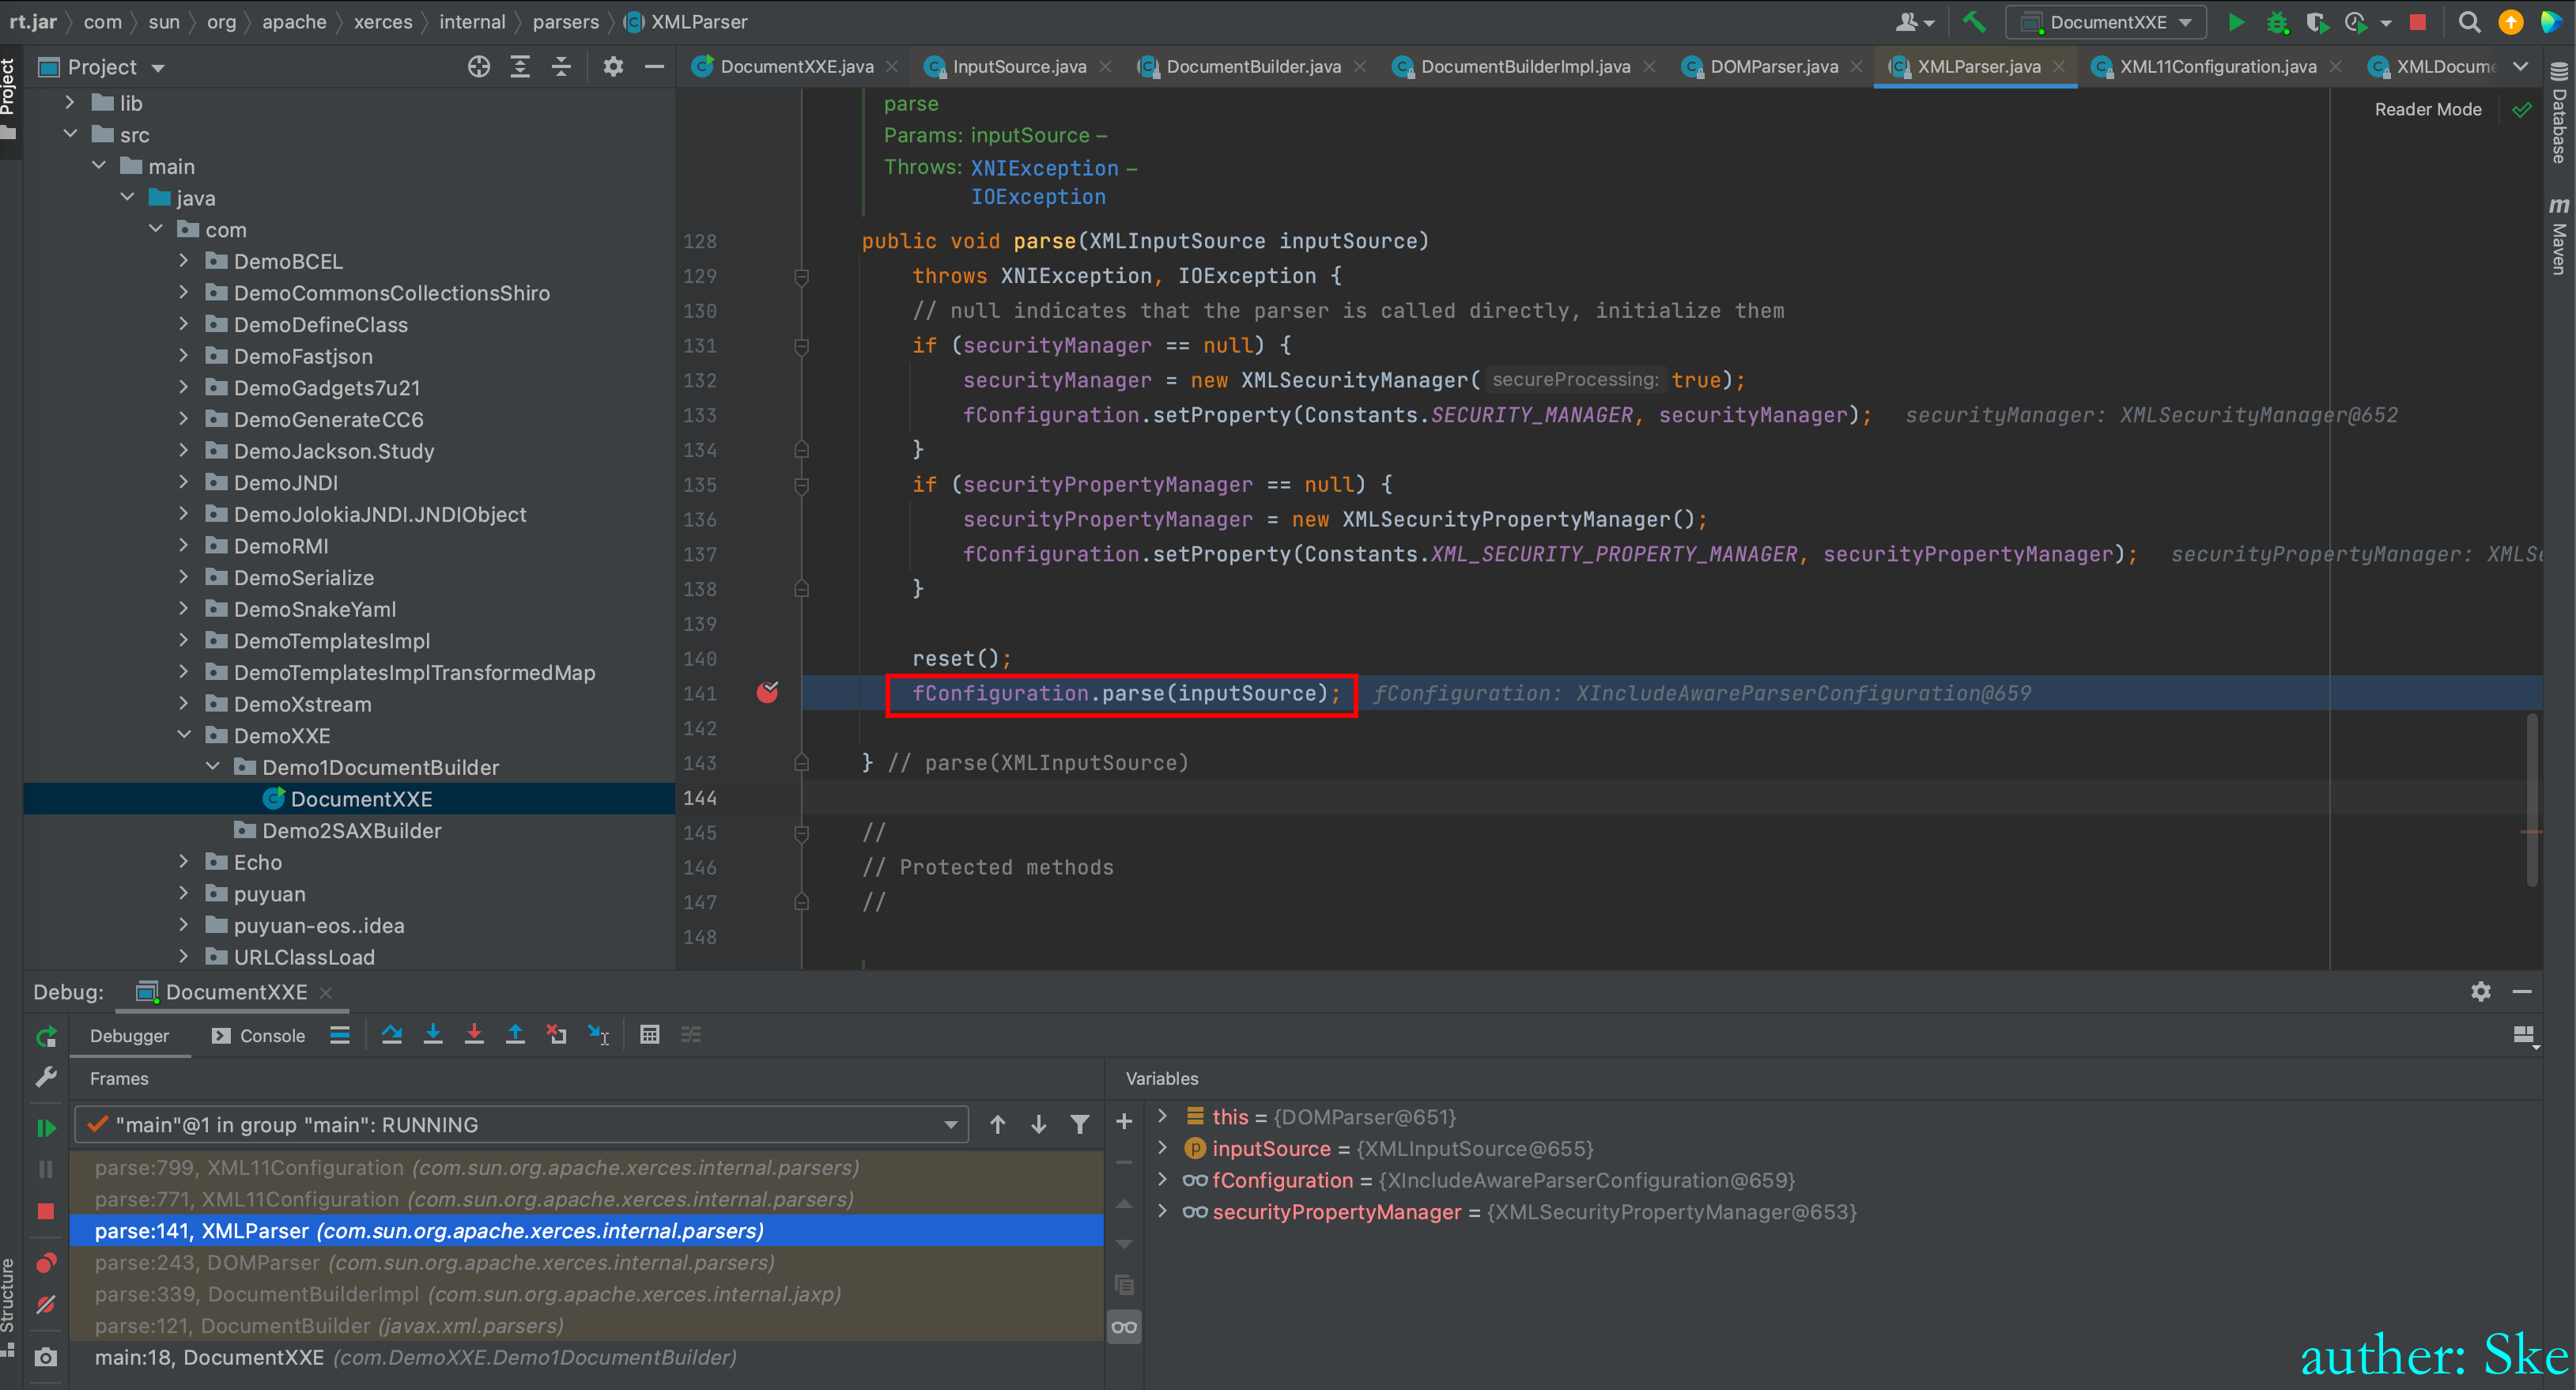 rt.jar com sun org apache xerces internal parsers XMLParser
DocumentXXE
Project
DocumentXXE.java
InputSource.java
DocumentBuilder.java
DocumentBuilderImpl.java
DOMParser.java
XMLParser.java
XML11Configuration.java
XMLDocume
Project
lib
src
main
java
com
DemoBCEL
DemoCommonsCollectionsShiro
DemoDefineClass
DemoFastjson
DemoGadgets7u21
DemoGenerateCC6
DemoJackson.Study
DemoJNDI
DemoJolokiaJNDI.JNDIObject
DemoRMI
DemoSerialize
DemoSnakeYaml
DemoTemplatesImpl
DemoTemplatesImplTransformedMap
DemoXstream
DemoXXE
Demo1DocumentBuilder
DocumentXXE
Demo2SAXBuilder
Echo
puyuan
puyuan-eos..idea
URLClassLoad
Reader Mode
Database
Maven
parse
Params: inputSource –
Throws: XNIException –
IOException
128 public void parse(XMLInputSource inputSource)
129 throws XNIException, IOException {
130 // null indicates that the parser is called directly, initialize them
131 if (securityManager == null) {
132 securityManager = new XMLSecurityManager( secureProcessing: true);
133 fConfiguration.setProperty(Constants.SECURITY_MANAGER, securityManager); securityManager: XMLSecurityManager@652
134 }
135 if (securityPropertyManager == null) {
136 securityPropertyManager = new XMLSecurityPropertyManager();
137 fConfiguration.setProperty(Constants.XML_SECURITY_PROPERTY_MANAGER, securityPropertyManager); securityPropertyManager: XMLSe
138 }
139
140 reset();
141 fConfiguration.parse(inputSource); fConfiguration: XIncludeAwareParserConfiguration@659
142
143 } // parse(XMLInputSource)
144
145 //
146 // Protected methods
147 //
148
Debug: DocumentXXE
Debugger Console
Frames
"main"@1 in group "main": RUNNING
parse:799, XML11Configuration (com.sun.org.apache.xerces.internal.parsers)
parse:771, XML11Configuration (com.sun.org.apache.xerces.internal.parsers)
parse:141, XMLParser (com.sun.org.apache.xerces.internal.parsers)
parse:243, DOMParser (com.sun.org.apache.xerces.internal.parsers)
parse:339, DocumentBuilderImpl (com.sun.org.apache.xerces.internal.jaxp)
parse:121, DocumentBuilder (javax.xml.parsers)
main:18, DocumentXXE (com.DemoXXE.Demo1DocumentBuilder)
Structure
Variables
this = {DOMParser@651}
inputSource = {XMLInputSource@655}
fConfiguration = {XIncludeAwareParserConfiguration@659}
securityPropertyManager = {XMLSecurityPropertyManager@653}
auther: Ske